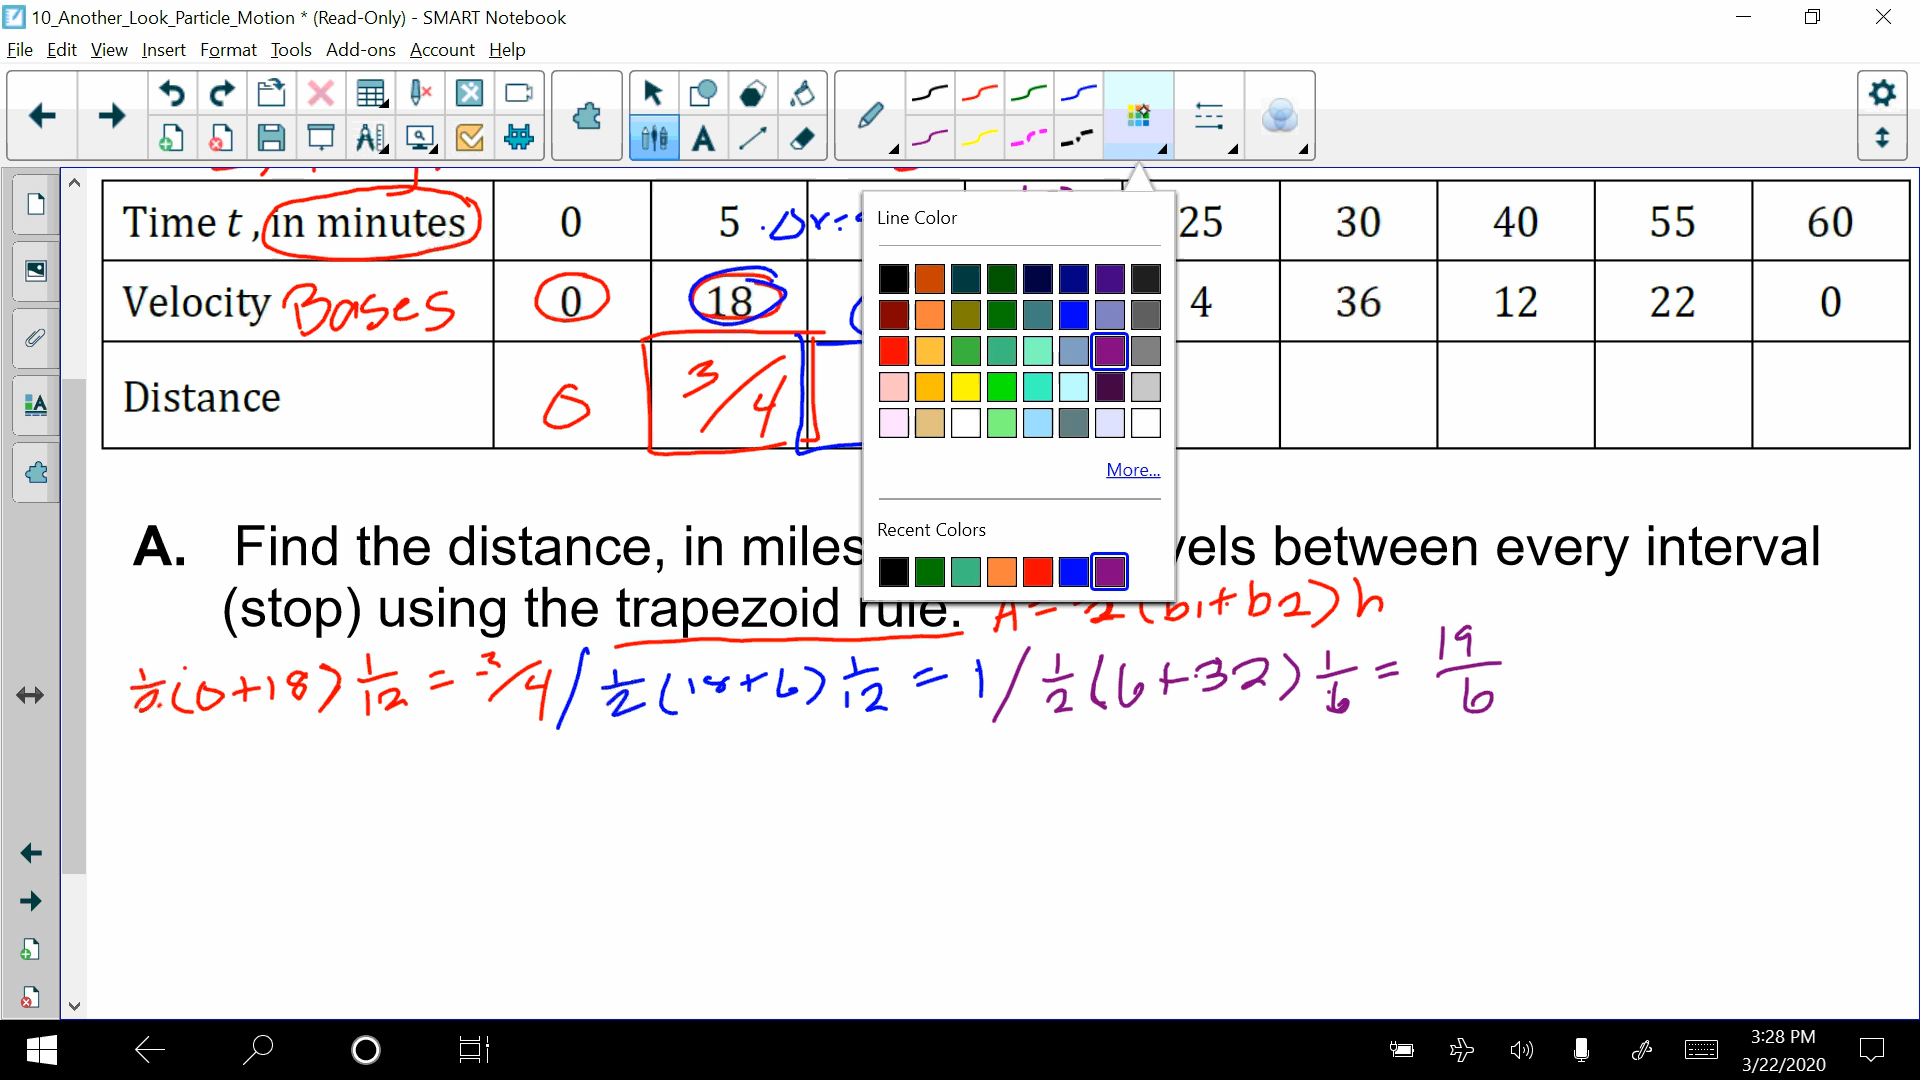 10_Another_Look_Particle_Motion * (Read-Only) - SMART Notebook
File Edit View Insert Format Tools Add-ons Account Help
Line Color
More...
Recent Colors
Time t , in minutes 0 5 25 30 40 55 60
Velocity Bases 0 18 4 36 12 22 0
Distance 0 3/4
A. Find the distance, in miles vels between every interval
(stop) using the trapezoid rule. A = 1/2 (b1+b2)h
1/2(0+18) 1/12 = 3/4 / 1/2 (18+6) 1/12 = 1 / 1/2 (6+32) 1/6 = 19/6
3:28 PM
3/22/2020